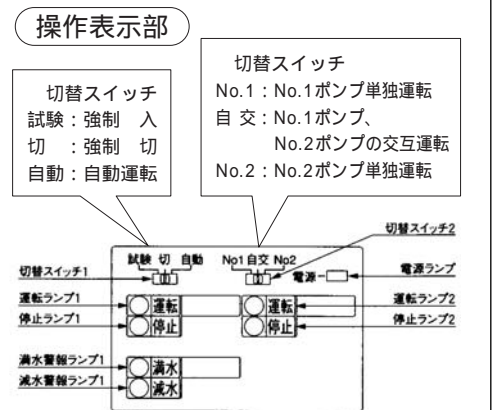 操作表示部
切替スイッチ
試験：強制　入
切　：強制　切
自動：自動運転
切替スイッチ
No.1：No.1ポンプ単独運転
自 交：No.1ポンプ、
No.2ポンプの交互運転
No.2：No.2ポンプ単独運転
切替スイッチ2
試験 切 自動
No1 自交 No2
切替スイッチ1
電源
電源ランプ
運転ランプ1
運転
運転
運転ランプ2
停止ランプ1
停止
停止
停止ランプ2
満水警報ランプ1
満水
減水警報ランプ1
減水